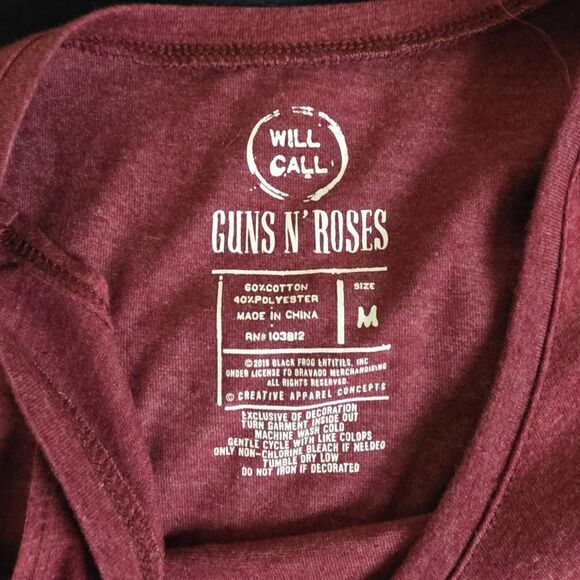 WILL
CALL
GUNS N' ROSES
60%COTTON
40%POLYESTER
MADE IN CHINA
RN# 103812
SIZE
M
©2018 BLACK FROG ENTITIES, INC
UNDER LICENSE TO BRAVADO MERCHANDISING
ALL RIGHTS RESERVED.
© CREATIVE APPAREL CONCEPTS
EXCLUSIVE OF DECORATION
TURN GARMENT INSIDE OUT
MACHINE WASH COLD
GENTLE CYCLE WITH LIKE COLORS
ONLY NON-CHLORINE BLEACH IF NEEDED
TUMBLE DRY LOW
DO NOT IRON IF DECORATED